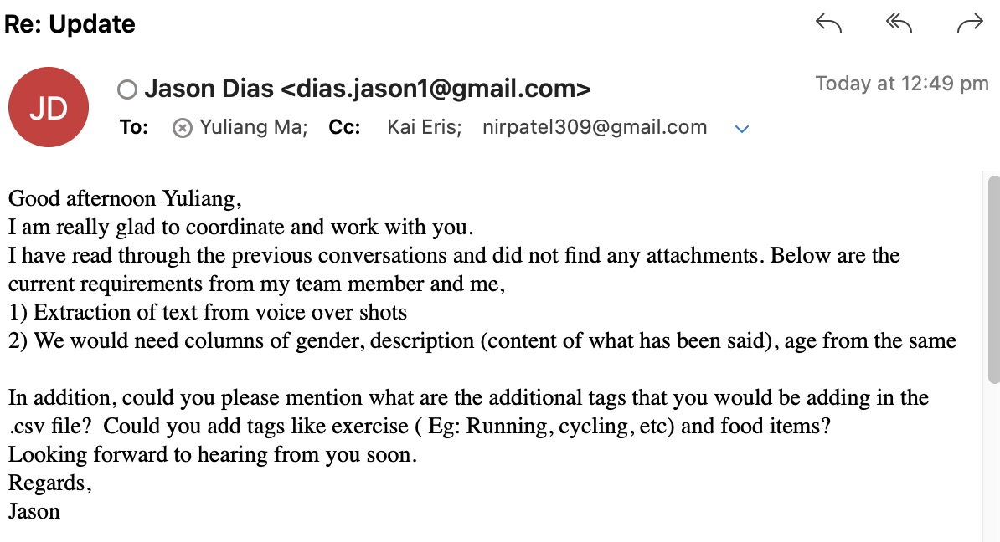 Re: Update
JD
Jason Dias <dias.jason1@gmail.com>
Today at 12:49 pm
To: Yuliang Ma; Cc: Kai Eris; nirpatel309@gmail.com
Good afternoon Yuliang,
I am really glad to coordinate and work with you.
I have read through the previous conversations and did not find any attachments. Below are the
current requirements from my team member and me,
1) Extraction of text from voice over shots
2) We would need columns of gender, description (content of what has been said), age from the same
In addition, could you please mention what are the additional tags that you would be adding in the
.csv file?  Could you add tags like exercise ( Eg: Running, cycling, etc) and food items?
Looking forward to hearing from you soon.
Regards,
Jason